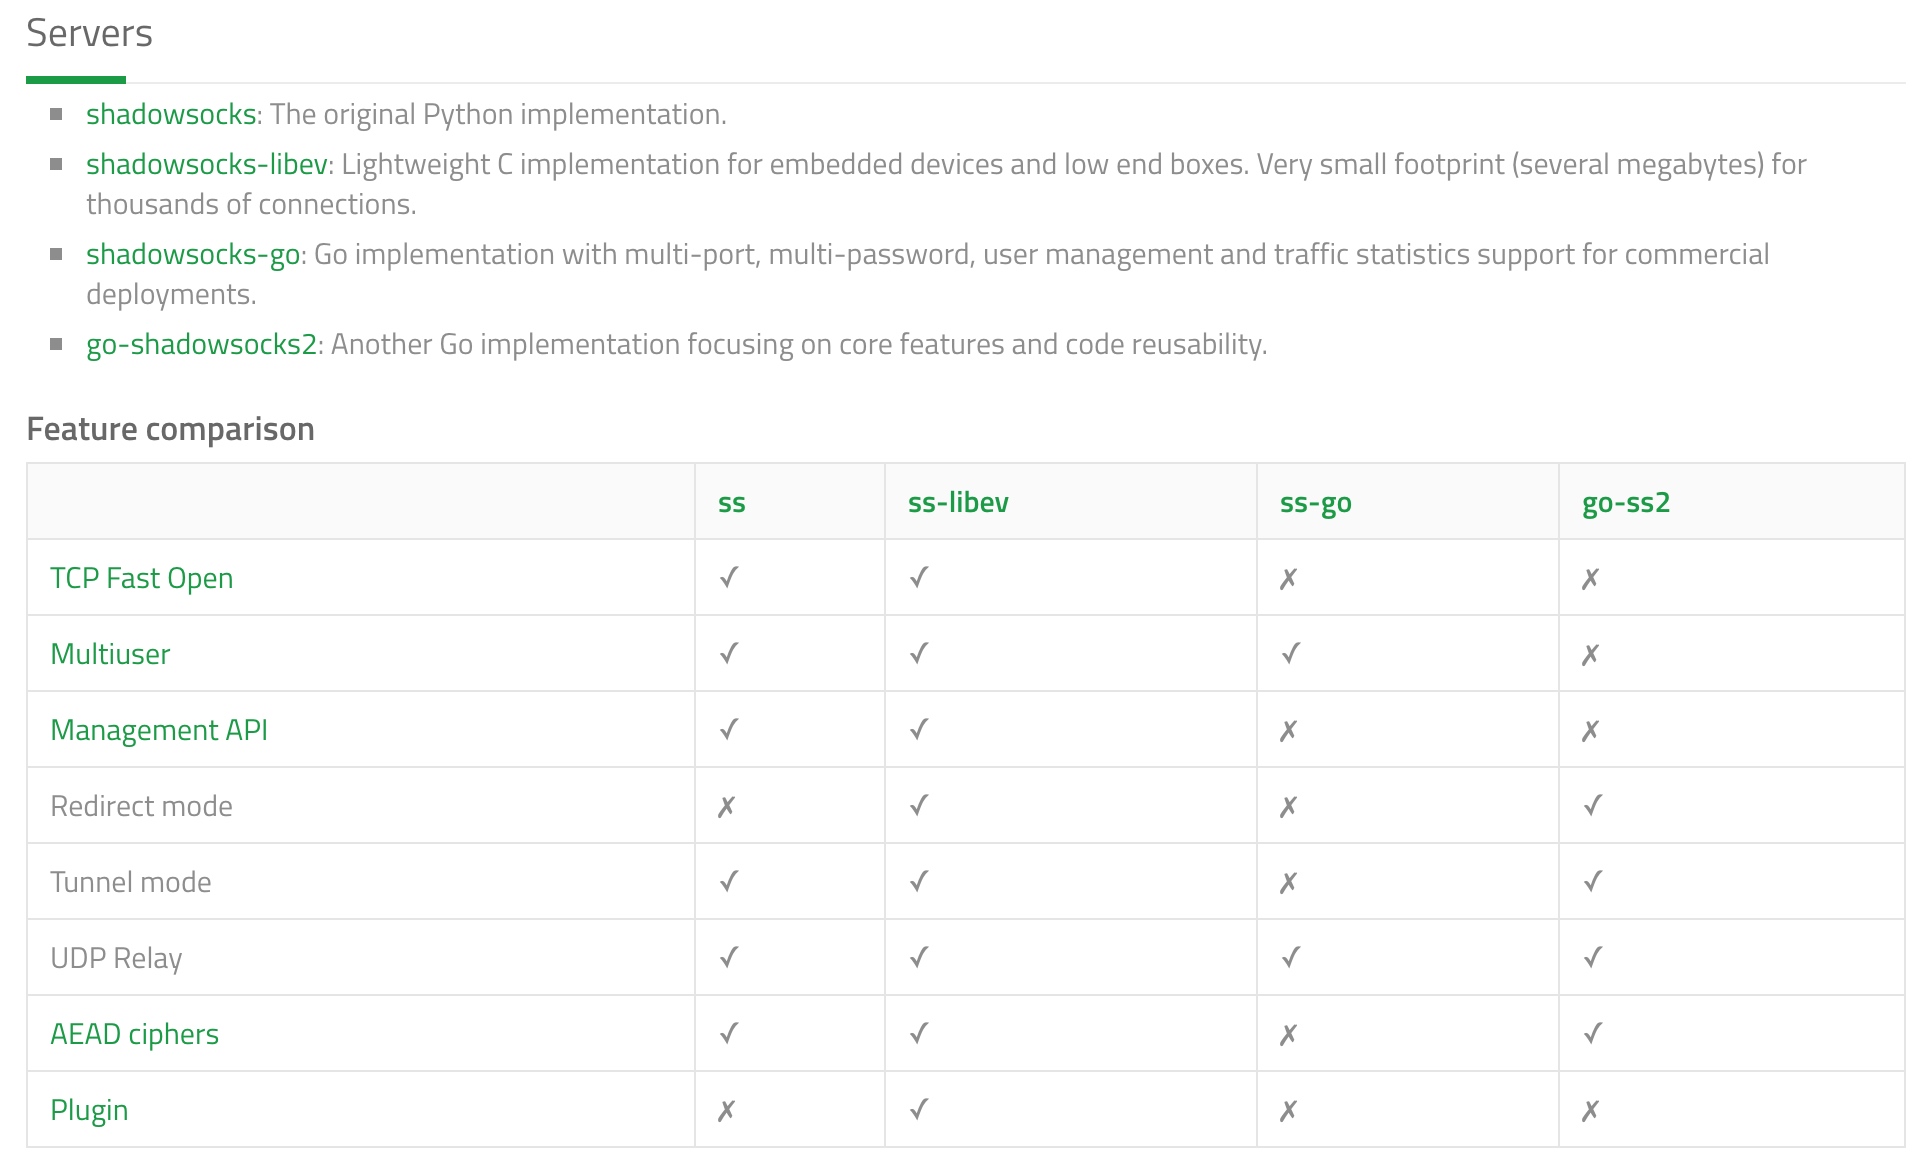 Servers
■ shadowsocks: The original Python implementation.
■ shadowsocks-libev: Lightweight C implementation for embedded devices and low end boxes. Very small footprint (several megabytes) for
thousands of connections.
■ shadowsocks-go: Go implementation with multi-port, multi-password, user management and traffic statistics support for commercial
deployments.
■ go-shadowsocks2: Another Go implementation focusing on core features and code reusability.
Feature comparison
ss ss-libev ss-go go-ss2
TCP Fast Open ✓ ✓ ✗ ✗
Multiuser ✓ ✓ ✓ ✗
Management API ✓ ✓ ✗ ✗
Redirect mode ✗ ✓ ✗ ✓
Tunnel mode ✓ ✓ ✗ ✓
UDP Relay ✓ ✓ ✓ ✓
AEAD ciphers ✓ ✓ ✗ ✓
Plugin ✗ ✓ ✗ ✗